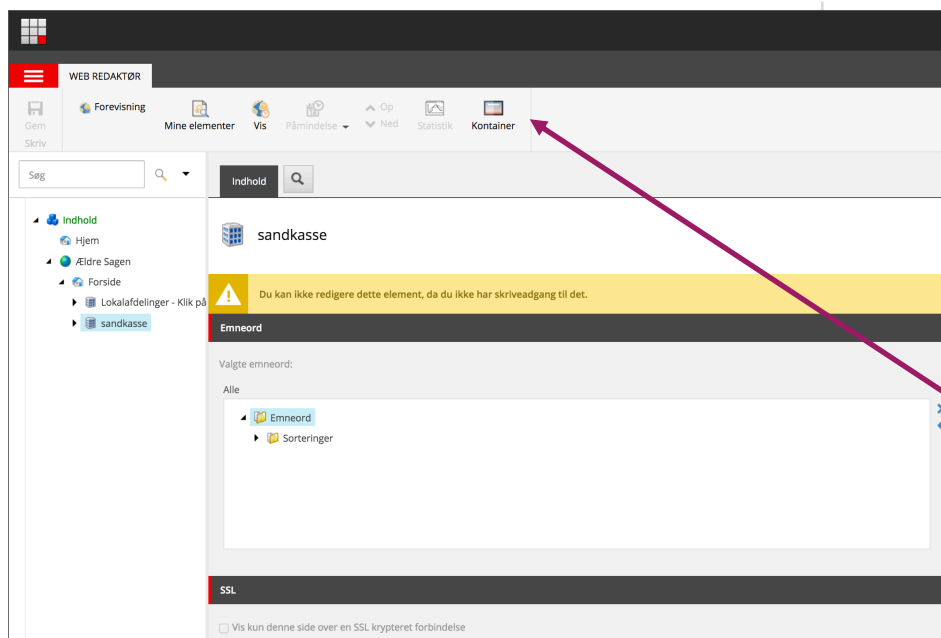 WEB REDAKTØR
Gem
Skriv
Forevisning
Mine elementer
Vis
Påmindelse
Op
Ned
Statistik
Kontainer
Søg
Indhold
Hjem
Ældre Sagen
Forside
Lokalafdelinger - Klik på
sandkasse
Indhold
sandkasse
Du kan ikke redigere dette element, da du ikke har skriveadgang til det.
Emneord
Valgte emneord:
Alle
Emneord
Sorteringer
SSL
Vis kun denne side over en SSL krypteret forbindelse